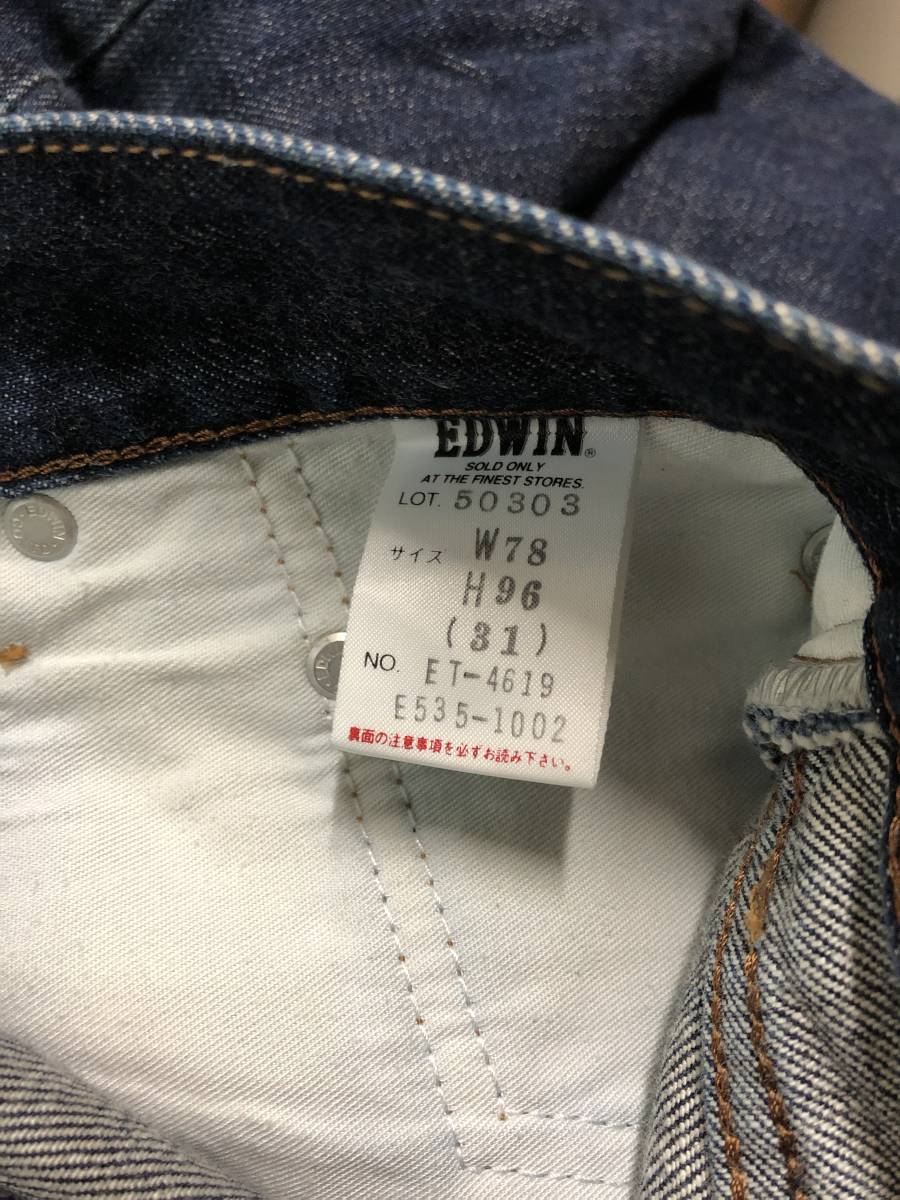 EDWIN®
SOLD ONLY
AT THE FINEST STORES.
LOT. 50303
サイズ W78
H96
(31)
NO. ET-4619
E535-1002
裏面の注意事項を必ずお読み下さい。